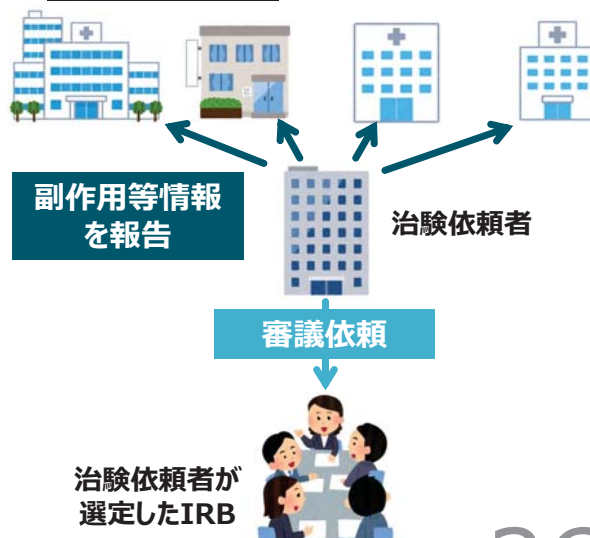 副作用等情報
を報告
治験依頼者
審議依頼
治験依頼者が
選定したIRB